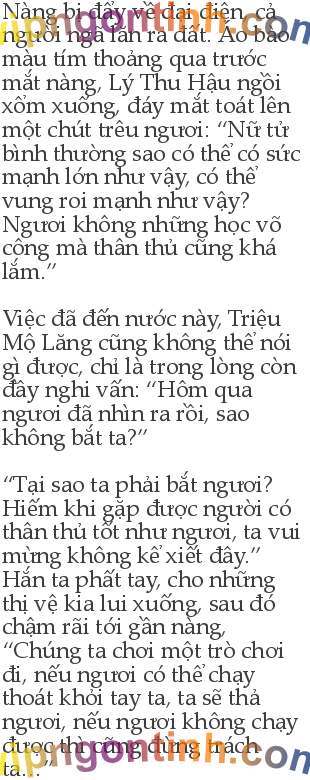 Nàng bị đẩy về đại điện, cả
người ngã lăn ra đất. Áo bào
màu tím thoảng qua trước
mắt nàng, Lý Thu Hậu ngồi
xổm xuống, đáy mắt toát lên
một chút trêu ngươi: “Nữ tử
bình thường sao có thể có sức
mạnh lớn như vậy, có thể
vung roi mạnh như vậy?
Ngươi không những học võ
công mà thân thủ cũng khá
lắm.”
Việc đã đến nước này, Triệu
Mộ Lăng cũng không thể nói
gì được, chỉ là trong lòng còn
đầy nghi vấn: “Hôm qua
ngươi đã nhìn ra rồi, sao
không bắt ta?”
“Tại sao ta phải bắt ngươi?
Hiếm khi gặp được người có
thân thủ tốt như ngươi, ta vui
mừng không kể xiết đây.”
Hắn ta phất tay, cho những
thị vệ kia lui xuống, sau đó
chậm rãi tới gần nàng,
“Chúng ta chơi một trò chơi
đi, nếu ngươi có thể chạy
thoát khỏi tay ta, ta sẽ thả
ngươi, nếu ngươi không chạy
được thì cũng đừng trách
ta...”
vipngontinh.com